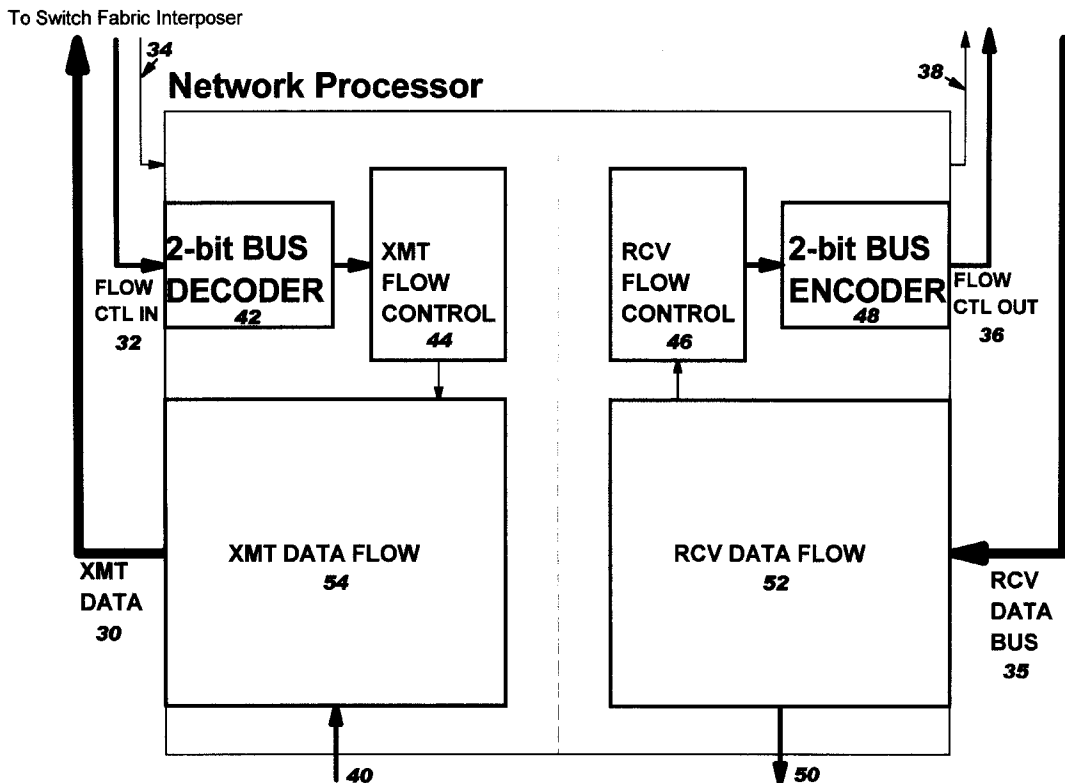 To Switch Fabric Interposer
34
38
Network Processor
2-bit BUS
DECODER
42
XMT
FLOW
CONTROL
44
RCV
FLOW
CONTROL
46
2-bit BUS
ENCODER
48
FLOW
CTL IN
32
FLOW
CTL OUT
36
XMT DATA FLOW
54
RCV DATA FLOW
52
XMT
DATA
30
RCV
DATA
BUS
35
40
50